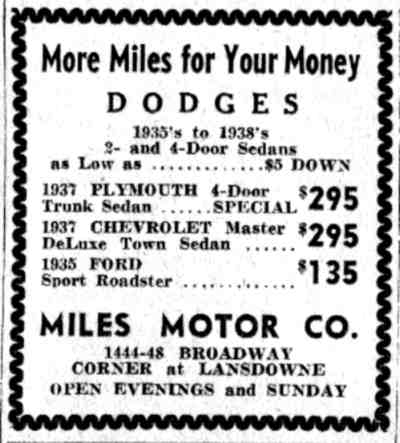 More Miles for Your Money
DODGES
1935's to 1938's
2- and 4-Door Sedans
as Low as ............$5 DOWN
1937 PLYMOUTH 4-Door
Trunk Sedan ......SPECIAL $295
1937 CHEVROLET Master
DeLuxe Town Sedan ...... $295
1935 FORD
Sport Roadster ............ $135
MILES MOTOR CO.
1444-48 BROADWAY
CORNER at LANSDOWNE
OPEN EVENINGS and SUNDAY